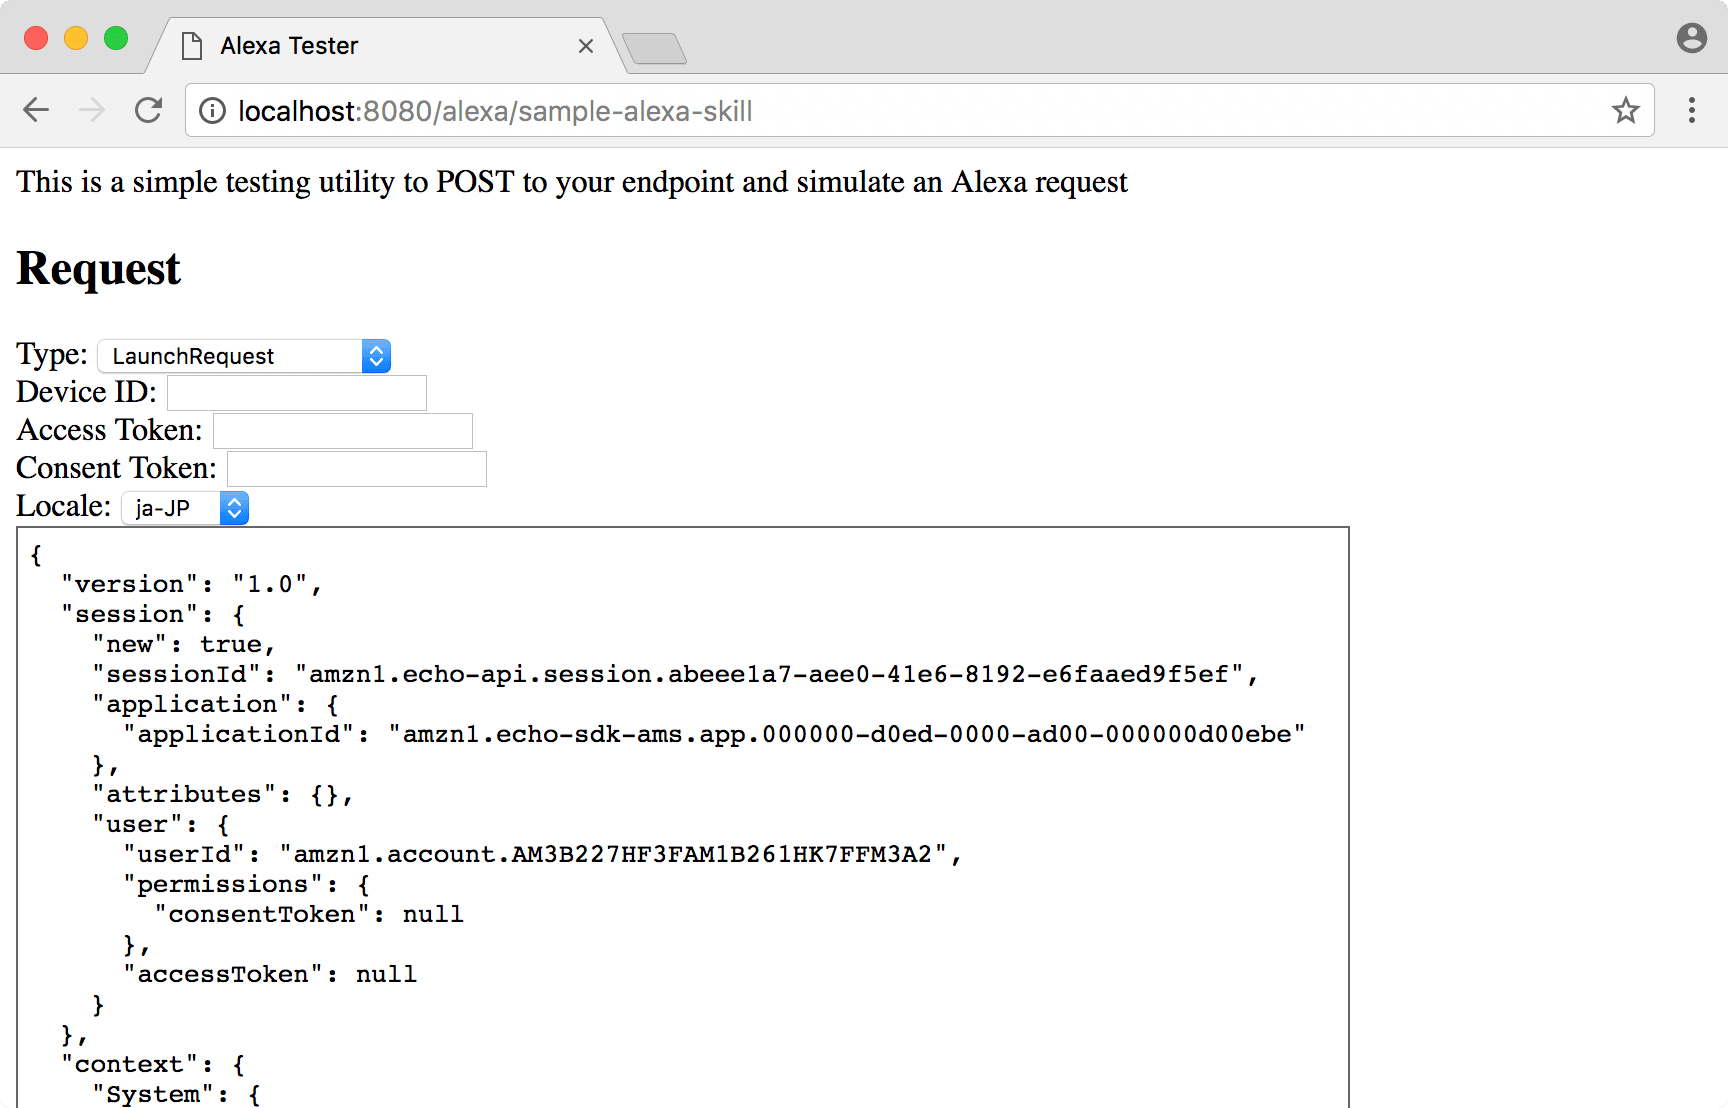 Alexa Tester
localhost:8080/alexa/sample-alexa-skill
This is a simple testing utility to POST to your endpoint and simulate an Alexa request
Request
Type: LaunchRequest
Device ID:
Access Token:
Consent Token:
Locale: ja-JP
{
  "version": "1.0",
  "session": {
    "new": true,
    "sessionId": "amzn1.echo-api.session.abeee1a7-aee0-41e6-8192-e6faaed9f5ef",
    "application": {
      "applicationId": "amzn1.echo-sdk-ams.app.000000-d0ed-0000-ad00-000000d00ebe"
    },
    "attributes": {},
    "user": {
      "userId": "amzn1.account.AM3B227HF3FAM1B261HK7FFM3A2",
      "permissions": {
        "consentToken": null
      },
      "accessToken": null
    }
  },
  "context": {
    "System": {